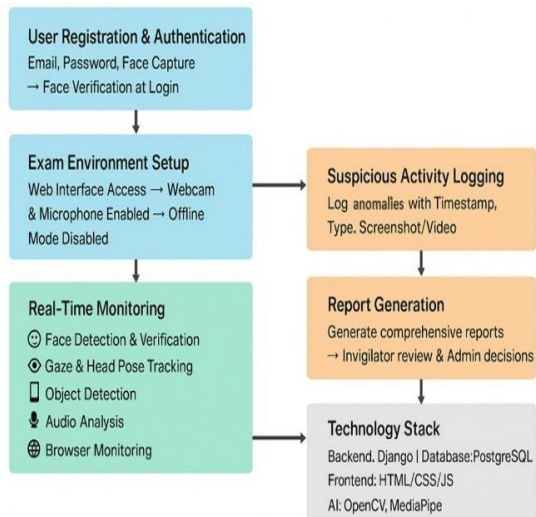 User Registration & Authentication
Email, Password, Face Capture
→ Face Verification at Login
Exam Environment Setup
Web Interface Access → Webcam
& Microphone Enabled → Offline
Mode Disabled
Real-Time Monitoring
Face Detection & Verification
Gaze & Head Pose Tracking
Object Detection
Audio Analysis
Browser Monitoring
Suspicious Activity Logging
Log anomalies with Timestamp,
Type. Screenshot/Video
Report Generation
Generate comprehensive reports
→ Invigilator review & Admin decisions
Technology Stack
Backend. Django | Database:PostgreSQL
Frontend: HTML/CSS/JS
AI: OpenCV, MediaPipe